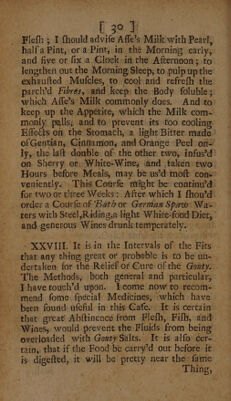 [ 30 ]
Flesh; I should advise Asse's Milk with Pearl,
half a Pint, or a Pint, in the Morning early,
and five or six a Clock in the Afternoon; to
lengthen out the Morning Sleep, to pulp up the
exhausted Muscles, to cool and refresh the
parch'd Fibres, and keep the Body soluble;
which Asse's Milk commonly does. And to
keep up the Appetite, which the Milk com-
monly palls, and to prevent its too cooling
Effects on the Stomach, a light Bitter made
of Gentian, Cinnamon, and Orange Peel on-
ly, the last double of the other two, infus'd
on Sherry or White-Wine, and taken two
Hours before Meals, may be us'd most con-
veniently. This Course might be continu'd
for two or three Weeks: After which I shou'd
order a Course of Bath or German Spaw Wa-
ters with Steel, Riding, a light White-food Diet,
and generous Wines drunk temperately.
XXVIII. It is in the Intervals of the Fits
that any thing great or probable is to be un-
dertaken for the Relief or Cure of the Gouty.
The Methods, both general and particular,
I have touch'd upon. I come now to recom-
mend some special Medicines, which have
been found useful in this Case. It is certain
that great Abstinence from Flesh, Fish, and
Wines, would prevent the Fluids from being
overloaded with Gouty Salts. It is also cer-
tain, that if the Food be carry'd out before it
is digested, it will be pretty near the same
Thing,